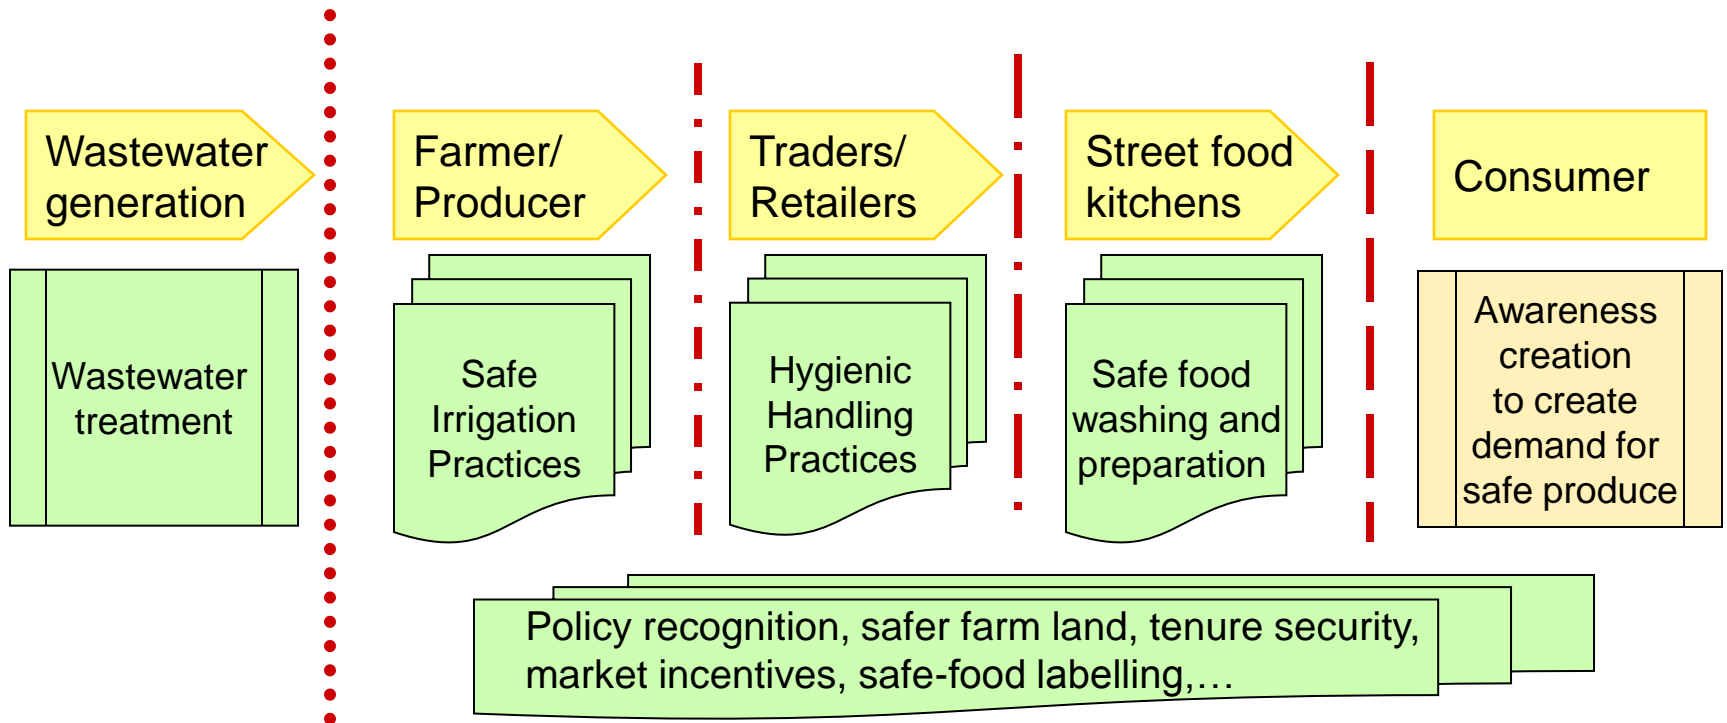 Wastewater
generation
Farmer/
Producer
Traders/
Retailers
Street food
kitchens
Consumer
Wastewater
treatment
Safe
Irrigation
Practices
Hygienic
Handling
Practices
Safe food
washing and
preparation
Awareness
creation
to create
demand for
safe produce
Policy recognition, safer farm land, tenure security,
market incentives, safe-food labelling,…